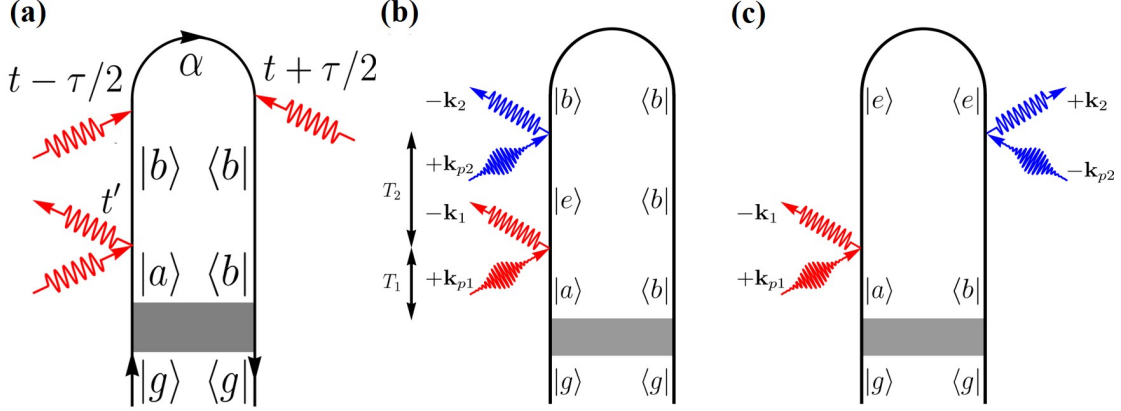 (a)
t − τ/2
α
t + τ/2
|b⟩ ⟨b|
t′
|a⟩ ⟨b|
|g⟩ ⟨g|
(b)
−k₂
|b⟩ ⟨b|
+kₚ₂
T₂
|e⟩ ⟨b|
−k₁
T₁
+kₚ₁
|a⟩ ⟨b|
|g⟩ ⟨g|
(c)
|e⟩ ⟨e|
+k₂
−kₚ₂
−k₁
+kₚ₁
|a⟩ ⟨b|
|g⟩ ⟨g|